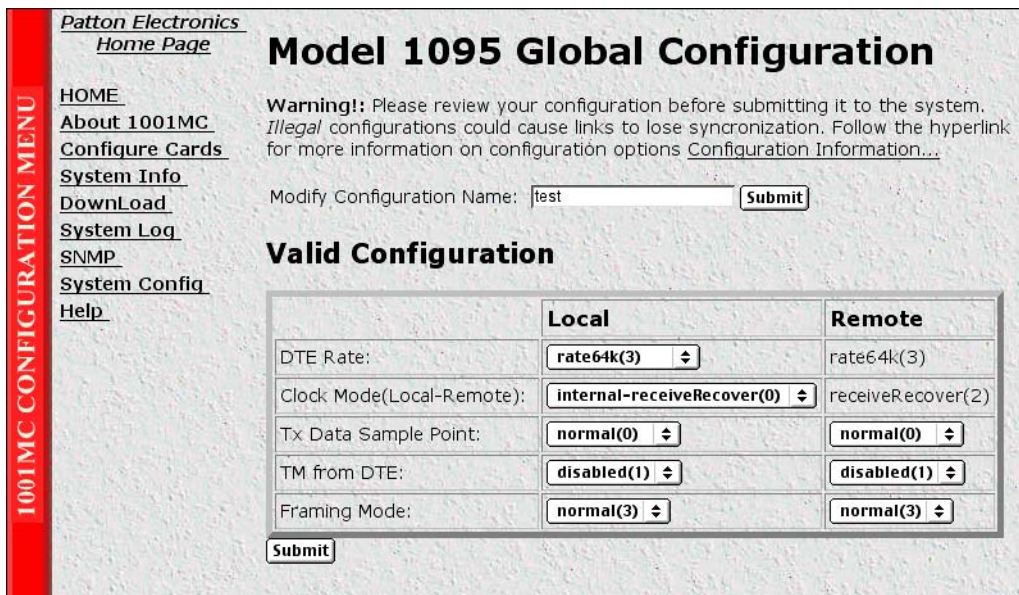 1001MC CONFIGURATION MENU
Patton Electronics
Home Page
HOME
About 1001MC
Configure Cards
System Info
DownLoad
System Log
SNMP
System Config
Help
Model 1095 Global Configuration
Warning!: Please review your configuration before submitting it to the system.
Illegal configurations could cause links to lose syncronization. Follow the hyperlink
for more information on configuration options Configuration Information...
Modify Configuration Name: test Submit
Valid Configuration
Local Remote
DTE Rate: rate64k(3) rate64k(3)
Clock Mode(Local-Remote): internal-receiveRecover(0) receiveRecover(2)
Tx Data Sample Point: normal(0) normal(0)
TM from DTE: disabled(1) disabled(1)
Framing Mode: normal(3) normal(3)
Submit